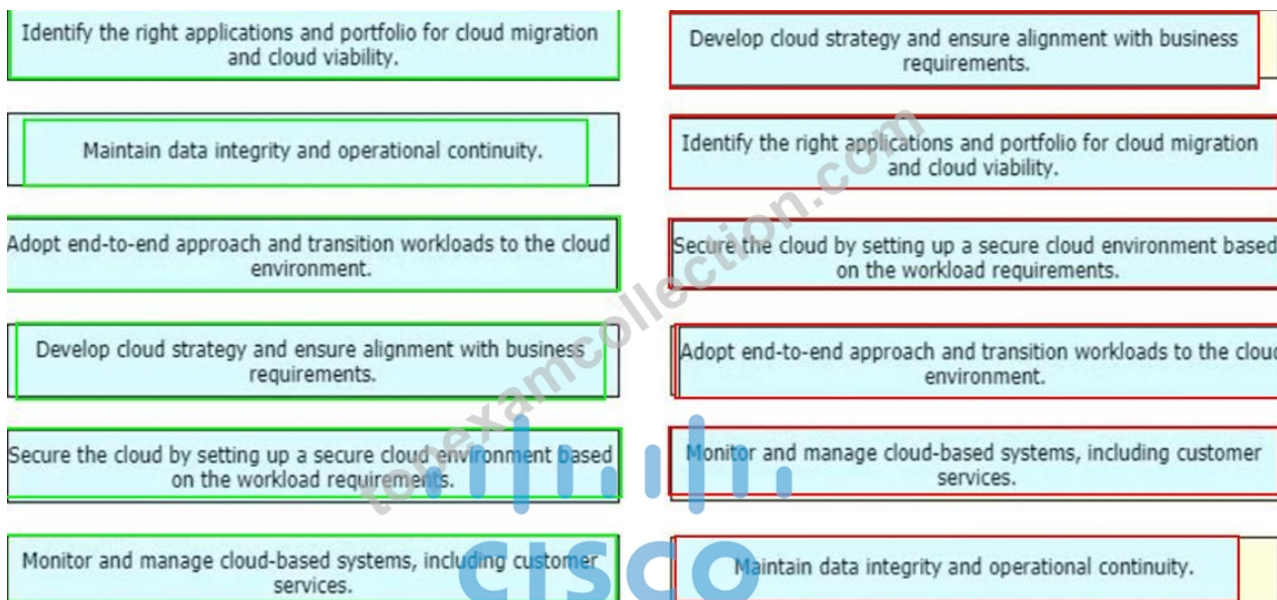 Identify the right applications and portfolio for cloud migration
and cloud viability.
Maintain data integrity and operational continuity.
Adopt end-to-end approach and transition workloads to the cloud
environment.
Develop cloud strategy and ensure alignment with business
requirements.
Secure the cloud by setting up a secure cloud environment based
on the workload requirements.
Monitor and manage cloud-based systems, including customer
services.
Develop cloud strategy and ensure alignment with business
requirements.
Identify the right applications and portfolio for cloud migration
and cloud viability.
Secure the cloud by setting up a secure cloud environment based
on the workload requirements.
Adopt end-to-end approach and transition workloads to the cloud
environment.
Monitor and manage cloud-based systems, including customer
services.
Maintain data integrity and operational continuity.
topexamcollection.com
CISCO